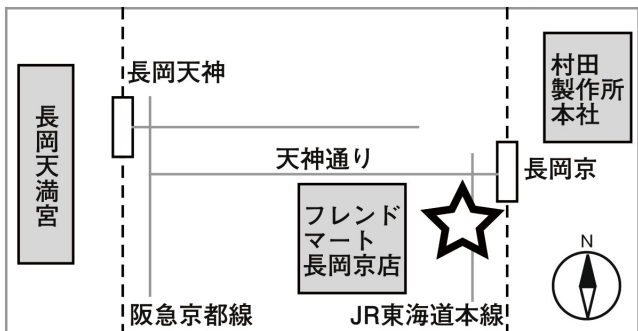 長岡天神
村田
製作所
本社
長岡天満宮
天神通り
長岡京
フレンド
マート
長岡京店
N
阪急京都線
JR東海道本線